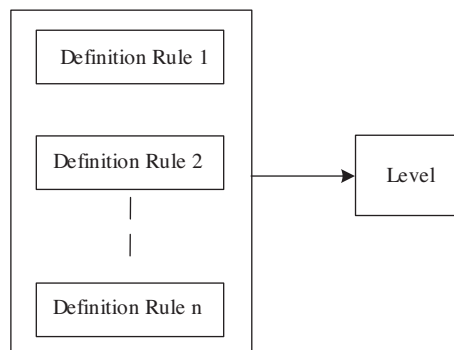 Definition Rule 1
Definition Rule 2
Level
Definition Rule n